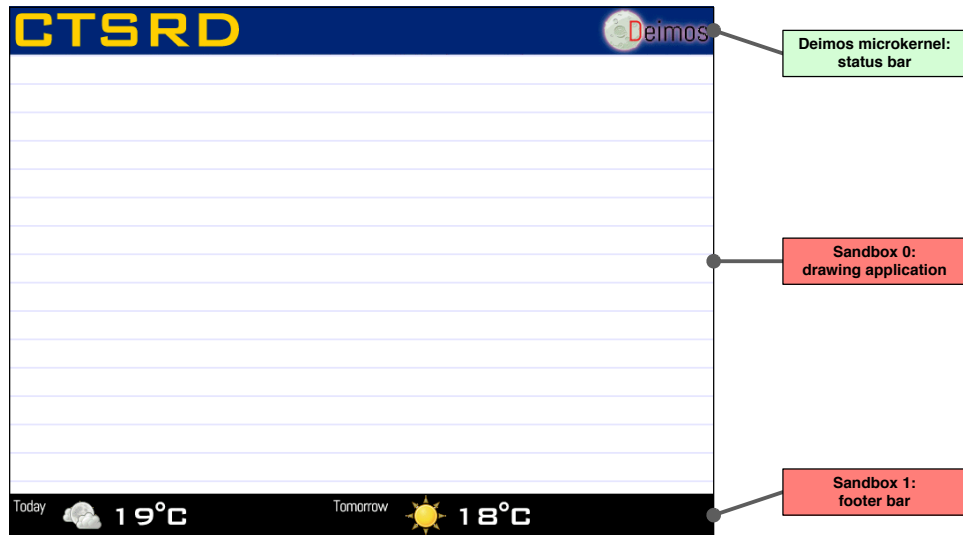 CTSRD
Deimos
Deimos microkernel:
status bar
Sandbox 0:
drawing application
Today
19°C
Tomorrow
18°C
Sandbox 1:
footer bar